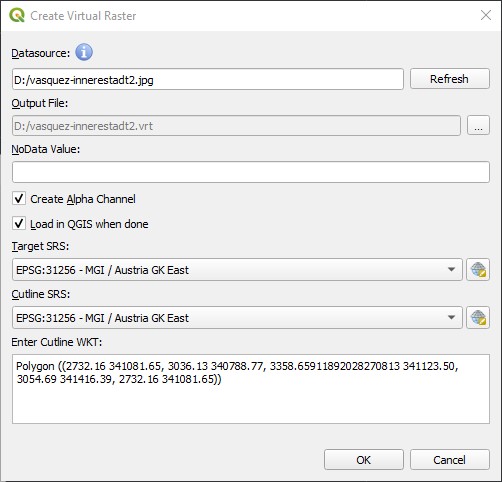 Create Virtual Raster
Datasource:
D:/vasquez-innerestadt2.jpg
Refresh
Output File:
D:/vasquez-innerestadt2.vrt
...
NoData Value:
Create Alpha Channel
Load in QGIS when done
Target SRS:
EPSG:31256 - MGI / Austria GK East
Cutline SRS:
EPSG:31256 - MGI / Austria GK East
Enter Cutline WKT:
Polygon ((2732.16 341081.65, 3036.13 340788.77, 3358.65911892028270813 341123.50,
3054.69 341416.39, 2732.16 341081.65))
OK
Cancel